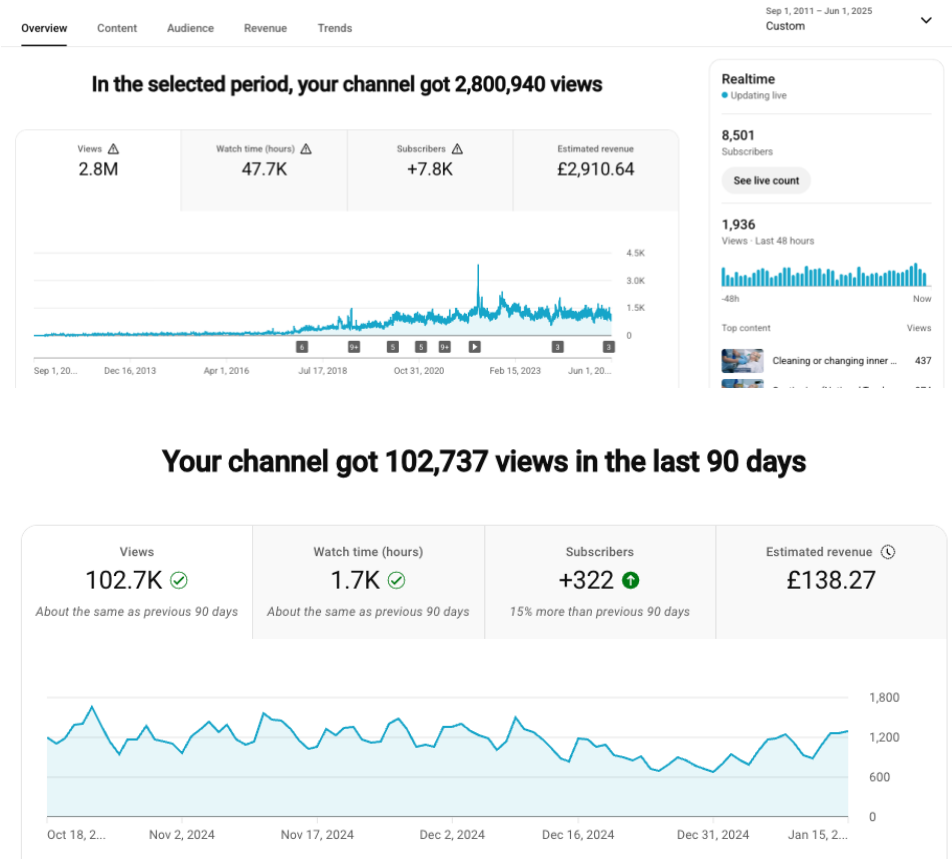 Overview Content Audience Revenue Trends
Sep 1, 2011 – Jun 1, 2025
Custom
In the selected period, your channel got 2,800,940 views
Views
2.8M
Watch time (hours)
47.7K
Subscribers
+7.8K
Estimated revenue
£2,910.64
4.5K
3.0K
1.5K
0
6 9+ 5 5 9+ 3 3
Sep 1, 20... Dec 16, 2013 Apr 1, 2016 Jul 17, 2018 Oct 31, 2020 Feb 15, 2023 Jun 1, 20...
Realtime
Updating live
8,501
Subscribers
See live count
1,936
Views · Last 48 hours
-48h Now
Top content Views
Cleaning or changing inner ... 437
Your channel got 102,737 views in the last 90 days
Views
102.7K
About the same as previous 90 days
Watch time (hours)
1.7K
About the same as previous 90 days
Subscribers
+322
15% more than previous 90 days
Estimated revenue
£138.27
1,800
1,200
600
0
Oct 18, 2... Nov 2, 2024 Nov 17, 2024 Dec 2, 2024 Dec 16, 2024 Dec 31, 2024 Jan 15, 2...